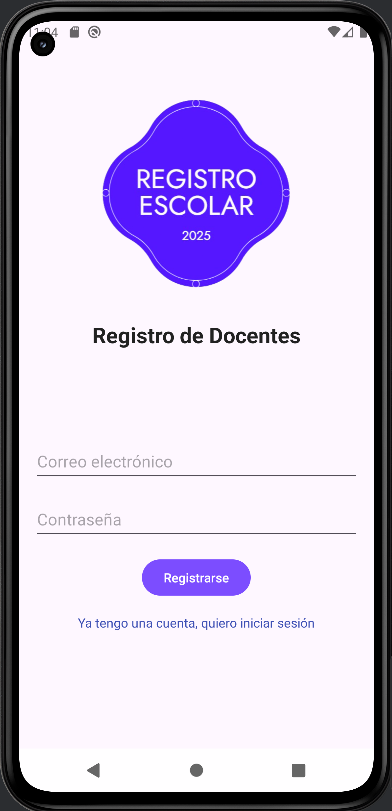 11:04
REGISTRO
ESCOLAR
2025
Registro de Docentes
Correo electrónico
Contraseña
Registrarse
Ya tengo una cuenta, quiero iniciar sesión